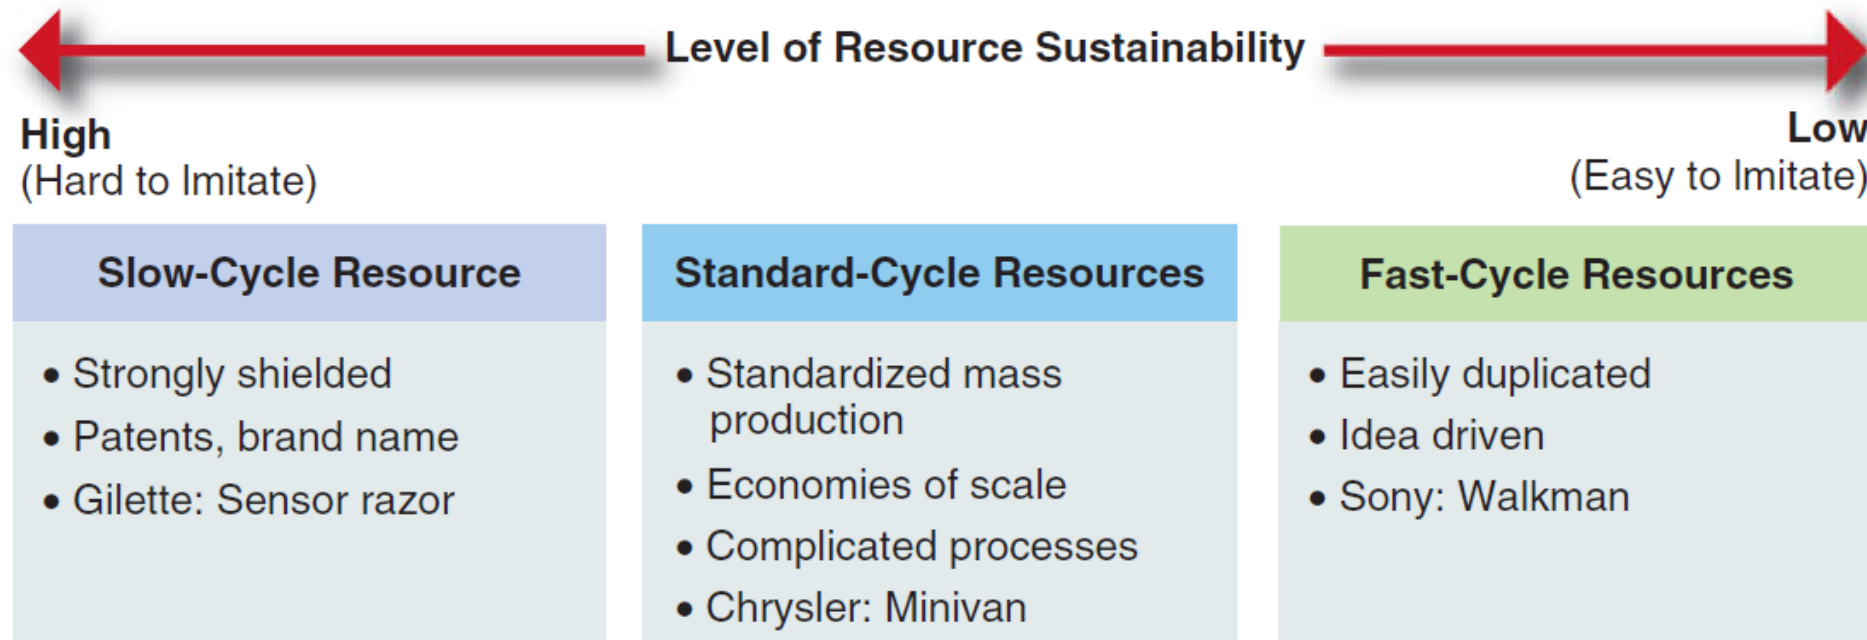 Level of Resource Sustainability
High
(Hard to Imitate)
Low
(Easy to Imitate)
Slow-Cycle Resource
• Strongly shielded
• Patents, brand name
• Gilette: Sensor razor
Standard-Cycle Resources
• Standardized mass
production
• Economies of scale
• Complicated processes
• Chrysler: Minivan
Fast-Cycle Resources
• Easily duplicated
• Idea driven
• Sony: Walkman